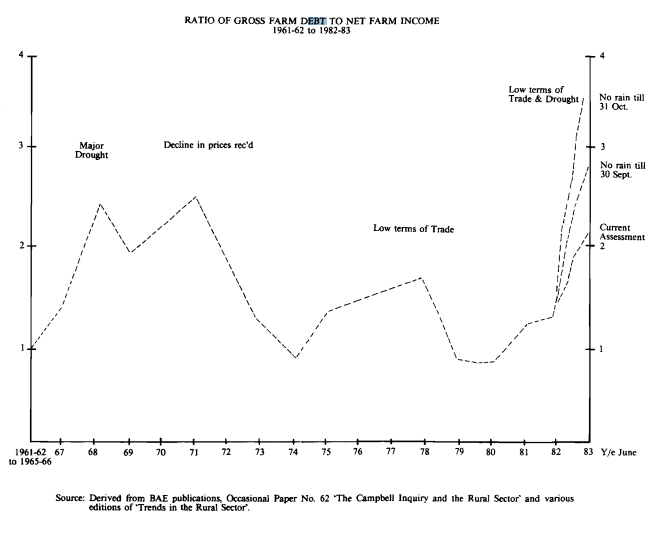 RATIO OF GROSS FARM DEBT TO NET FARM INCOME
1961-62 to 1982-83
4
4
Low terms of
Trade & Drought
No rain till
31 Oct.
3
Major
Drought
Decline in prices rec'd
3
No rain till
30 Sept.
Low terms of Trade
Current
Assessment
2
2
1
1
1961-62 67 68 69 70 71 72 73 74 75 76 77 78 79 80 81 82 83 Y/e June
to 1965-66
Source: Derived from BAE publications, Occasional Paper No. 62 'The Campbell Inquiry and the Rural Sector' and various
editions of 'Trends in the Rural Sector'.